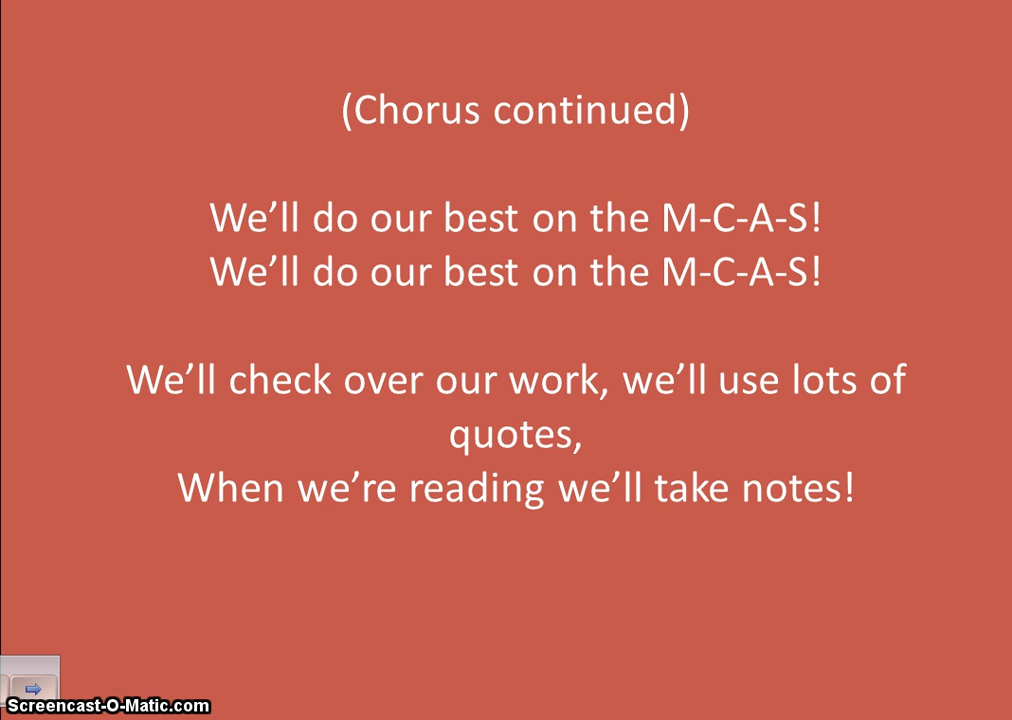 (Chorus continued)
We’ll do our best on the M-C-A-S!
We’ll do our best on the M-C-A-S!
We’ll check over our work, we’ll use lots of
quotes,
When we’re reading we’ll take notes!
Screencast-O-Matic.com